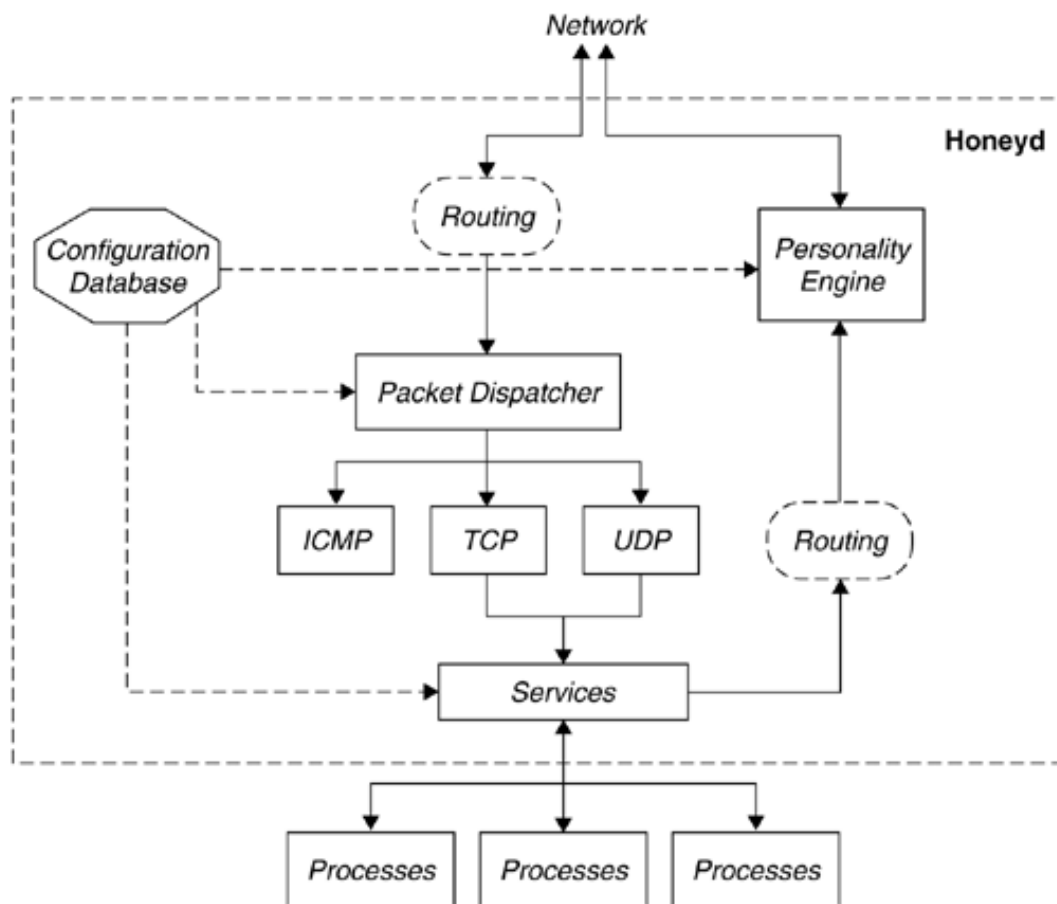 Network
Honeyd
Routing
Configuration
Database
Personality
Engine
Packet Dispatcher
ICMP
TCP
UDP
Routing
Services
Processes
Processes
Processes